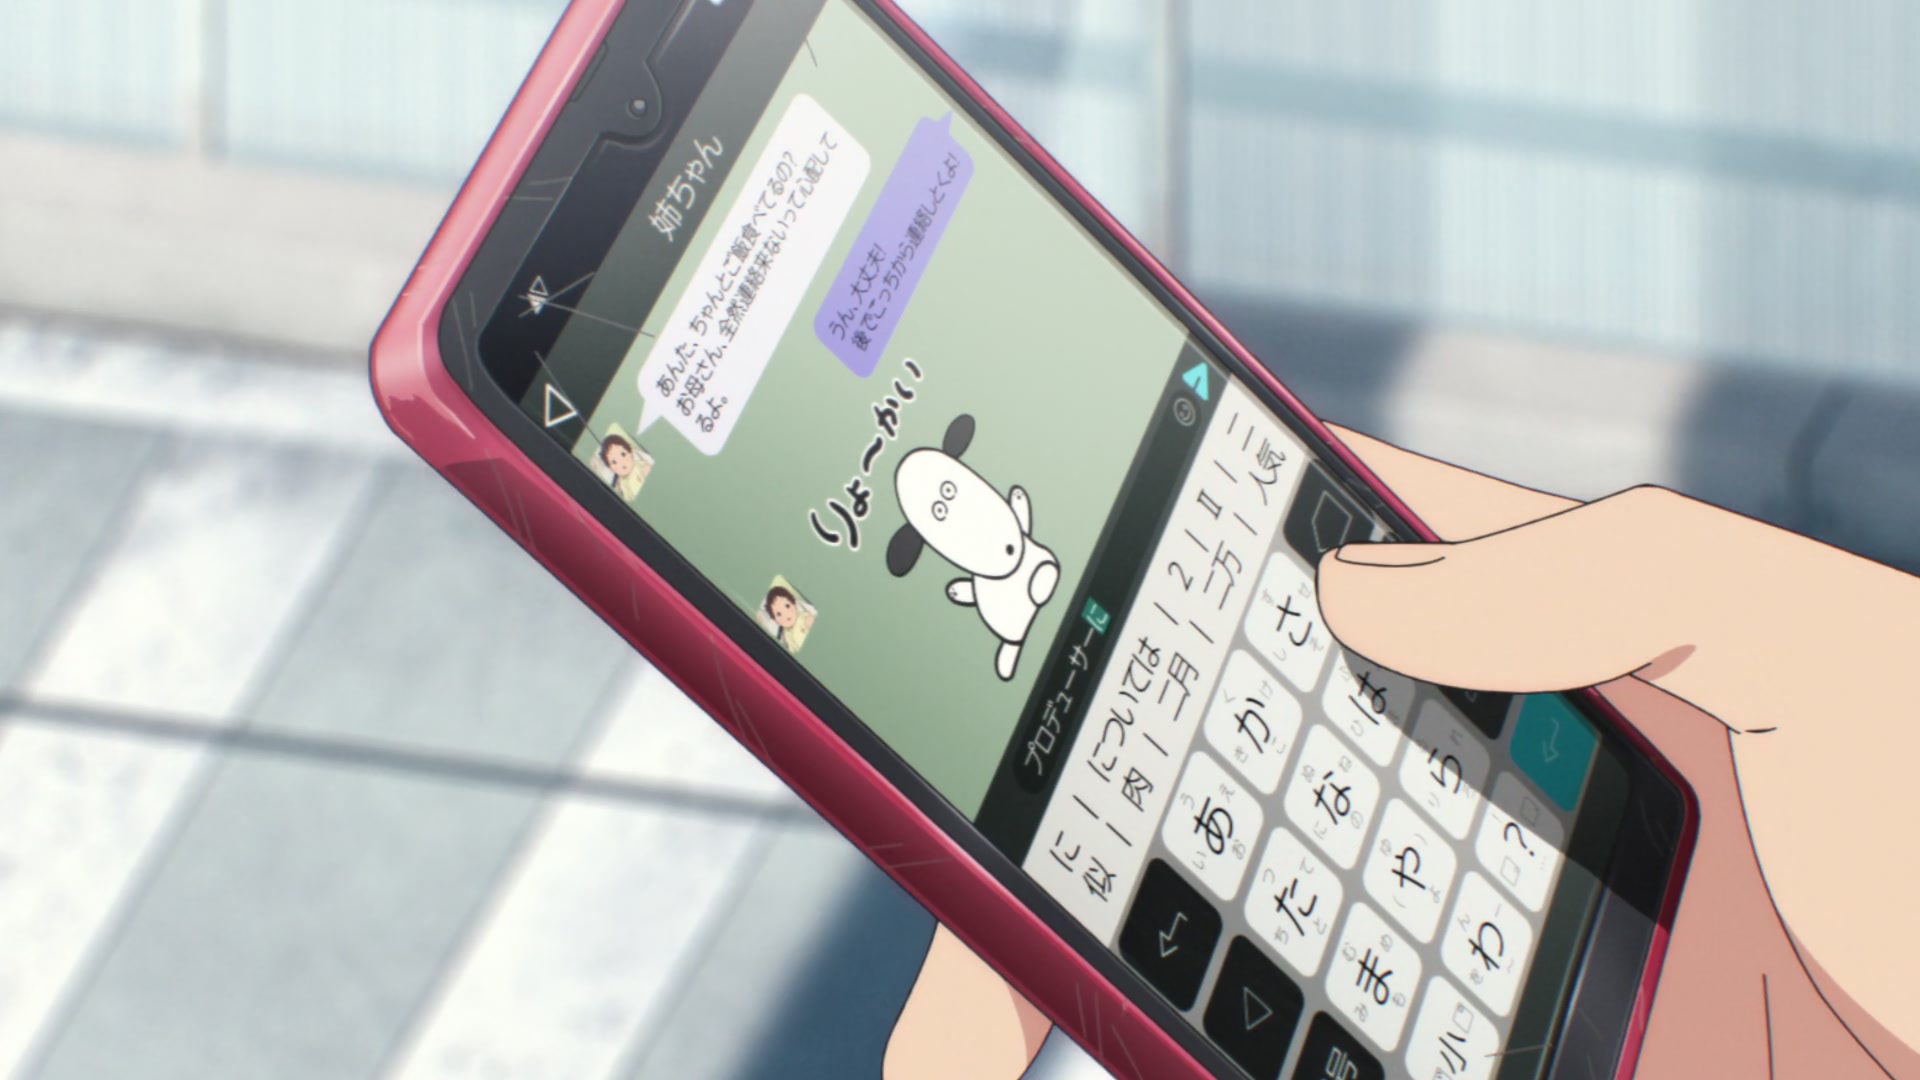 姉ちゃん
あんた、ちゃんとご飯食べてるの?
お母さん、全然連絡来ないって心配して
るよ。
うん、大丈夫!
後でこっちから連絡しとくよ!
りょ～かい
プロデューサーに
に | については | 2 | Ⅱ | 二
似 | 肉 | 二月 | 二万 | 人気
あ か さ
た な は
ま や ら
小 わ ?